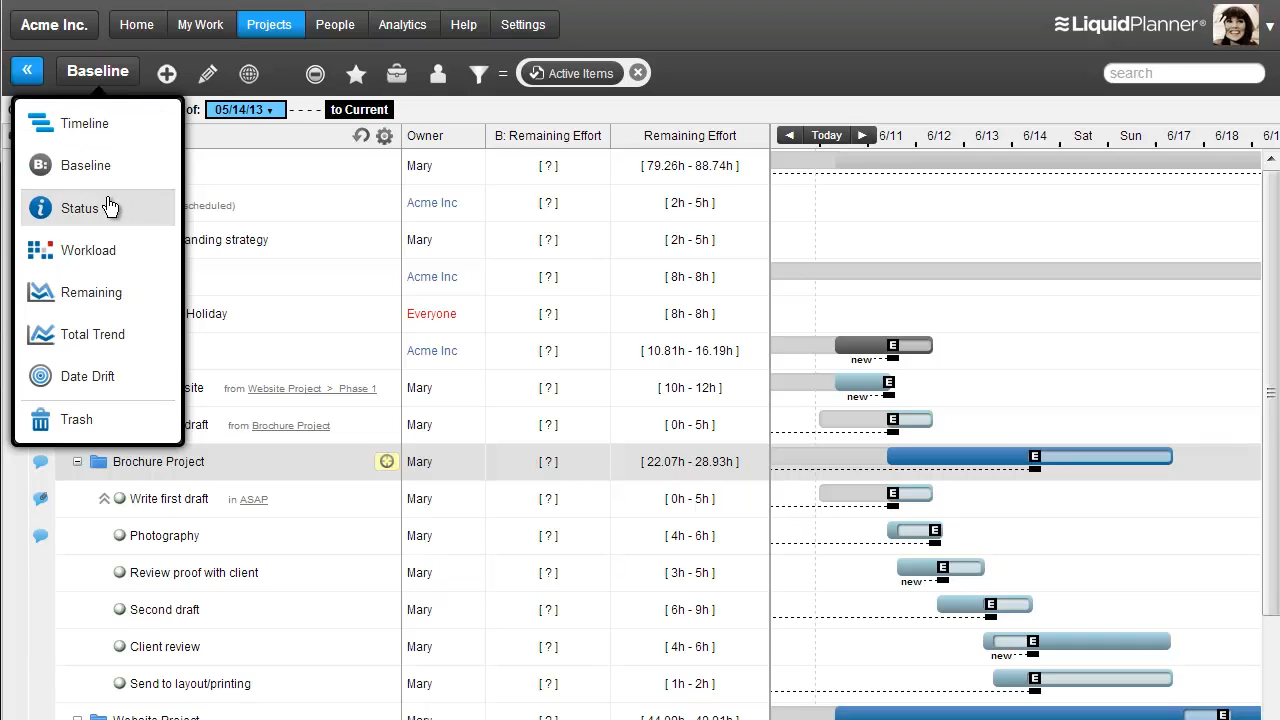 Acme Inc. Home My Work Projects People Analytics Help Settings LiquidPlanner®
« Baseline = Active Items search
of: 05/14/13 ▼ - - - - to Current
Owner B: Remaining Effort Remaining Effort ◀ Today ▶ 6/11 6/12 6/13 6/14 Sat Sun 6/17 6/18 6/1
Timeline
B: Baseline
Status
Workload
Remaining
Total Trend
Date Drift
Trash
Mary [ ? ] [ 79.26h - 88.74h ]
scheduled) Acme Inc [ ? ] [ 2h - 5h ]
anding strategy Mary [ ? ] [ 2h - 5h ]
Acme Inc [ ? ] [ 8h - 8h ]
Holiday Everyone [ ? ] [ 8h - 8h ]
Acme Inc [ ? ] [ 10.81h - 16.19h ] E
new
site from Website Project > Phase 1 Mary [ ? ] [ 10h - 12h ] E
new
draft from Brochure Project Mary [ ? ] [ 0h - 5h ] E
Brochure Project Mary [ ? ] [ 22.07h - 28.93h ] E
Write first draft in ASAP Mary [ ? ] [ 0h - 5h ] E
Photography Mary [ ? ] [ 4h - 6h ] E
Review proof with client Mary [ ? ] [ 3h - 5h ] E
new
Second draft Mary [ ? ] [ 6h - 9h ] E
Client review Mary [ ? ] [ 4h - 6h ] E
new
Send to layout/printing Mary [ ? ] [ 1h - 2h ] E
Website Project Mary [ ? ] E